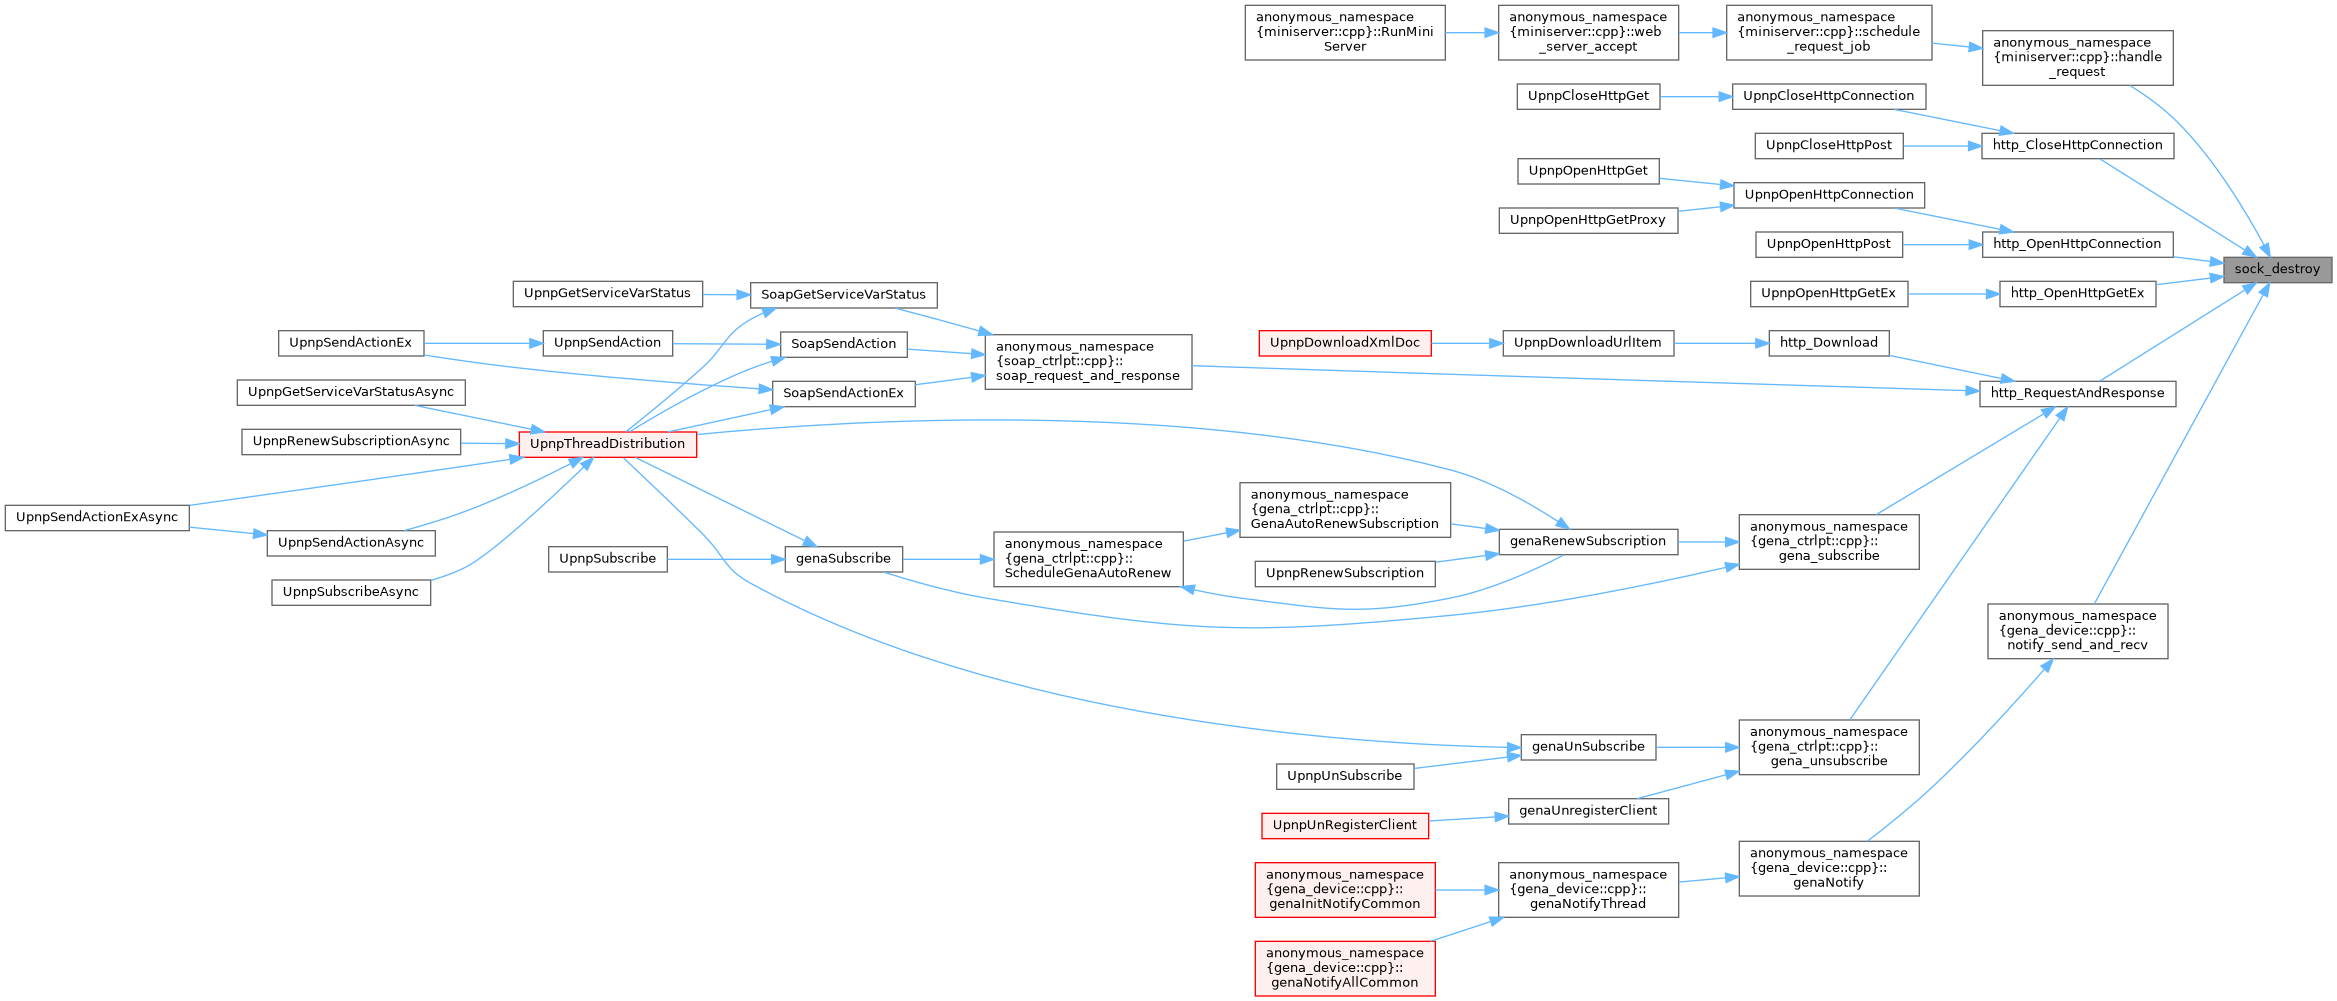 anonymous_namespace
{miniserver::cpp}::RunMini
Server
anonymous_namespace
{miniserver::cpp}::web
_server_accept
anonymous_namespace
{miniserver::cpp}::schedule
_request_job
anonymous_namespace
{miniserver::cpp}::handle
_request
UpnpCloseHttpGet
UpnpCloseHttpConnection
UpnpCloseHttpPost
http_CloseHttpConnection
UpnpOpenHttpGet
UpnpOpenHttpConnection
UpnpOpenHttpGetProxy
UpnpOpenHttpPost
http_OpenHttpConnection
sock_destroy
UpnpOpenHttpGetEx
http_OpenHttpGetEx
UpnpGetServiceVarStatus
SoapGetServiceVarStatus
UpnpSendActionEx
UpnpSendAction
SoapSendAction
anonymous_namespace
{soap_ctrlpt::cpp}::
soap_request_and_response
UpnpDownloadXmlDoc
UpnpDownloadUrlItem
http_Download
UpnpGetServiceVarStatusAsync
SoapSendActionEx
http_RequestAndResponse
UpnpRenewSubscriptionAsync
UpnpThreadDistribution
UpnpSendActionExAsync
UpnpSendActionAsync
UpnpSubscribeAsync
UpnpSubscribe
genaSubscribe
anonymous_namespace
{gena_ctrlpt::cpp}::
ScheduleGenaAutoRenew
anonymous_namespace
{gena_ctrlpt::cpp}::
GenaAutoRenewSubscription
UpnpRenewSubscription
genaRenewSubscription
anonymous_namespace
{gena_ctrlpt::cpp}::
gena_subscribe
anonymous_namespace
{gena_device::cpp}::
notify_send_and_recv
genaUnSubscribe
UpnpUnSubscribe
anonymous_namespace
{gena_ctrlpt::cpp}::
gena_unsubscribe
genaUnregisterClient
UpnpUnRegisterClient
anonymous_namespace
{gena_device::cpp}::
genaInitNotifyCommon
anonymous_namespace
{gena_device::cpp}::
genaNotifyThread
anonymous_namespace
{gena_device::cpp}::
genaNotify
anonymous_namespace
{gena_device::cpp}::
genaNotifyAllCommon